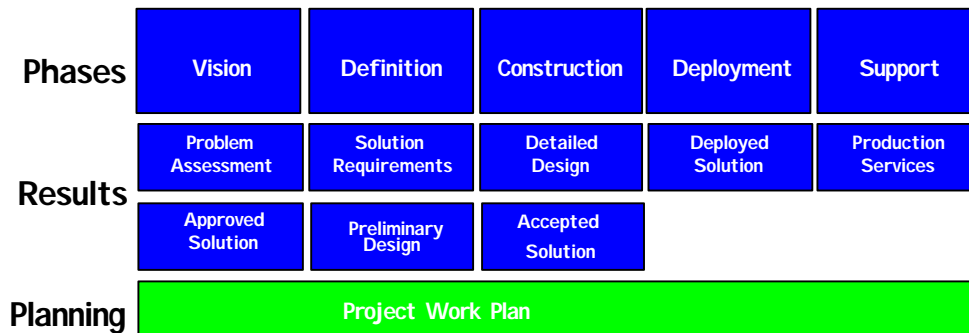 Phases
Vision
Definition
Construction
Deployment
Support
Results
Problem
Assessment
Solution
Requirements
Detailed
Design
Deployed
Solution
Production
Services
Approved
Solution
Preliminary
Design
Accepted
Solution
Planning
Project Work Plan